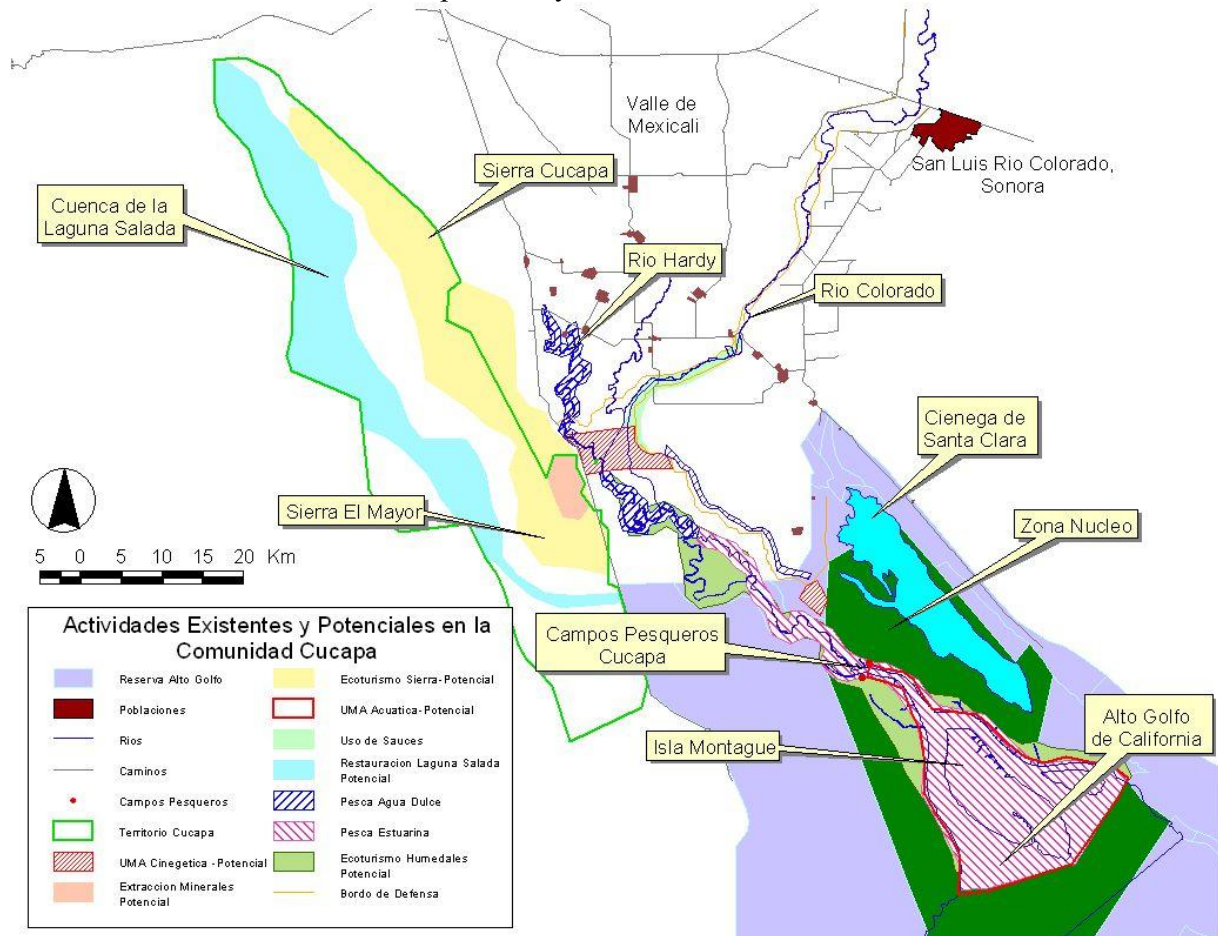 Valle de
Mexicali
San Luis Rio Colorado,
Sonora
Sierra Cucapa
Cuenca de la
Laguna Salada
Rio Hardy
Rio Colorado
Cienega de
Santa Clara
Sierra El Mayor
Zona Nucleo
5 0 5 10 15 20 Km
Campos Pesqueros
Cucapa
Isla Montague
Alto Golfo
de California
Actividades Existentes y Potenciales en la
Comunidad Cucapa
Reserva Alto Golfo
Poblaciones
Rios
Caminos
Campos Pesqueros
Territorio Cucapa
UMA Cinegetica - Potencial
Extraccion Minerales
Potencial
Ecoturismo Sierra-Potencial
UMA Acuatica-Potencial
Uso de Sauces
Restauracion Laguna Salada
Potencial
Pesca Agua Dulce
Pesca Estuarina
Ecoturismo Humedales
Potencial
Bordo de Defensa